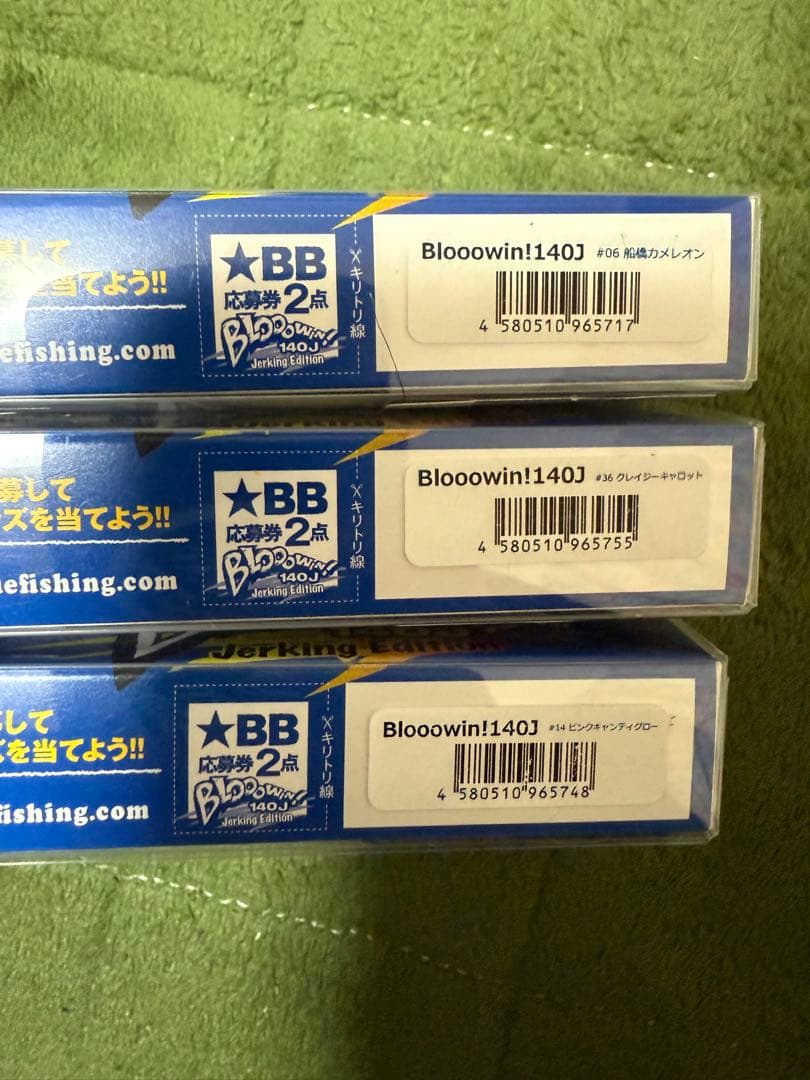 募して
を当てよう!!
efishing.com
★BB
応募券2点
BLOOOWIN!
140J
Jerking Edition
キリトリ線
Blooowin!140J #06 船橋カメレオン
4 580510 965717
募して
ズを当てよう!!
efishing.com
★BB
応募券2点
BLOOOWIN!
140J
Jerking Edition
キリトリ線
Blooowin!140J #36 クレイジーキャロット
4 580510 965755
Jerking Edition
して
を当てよう!!
fishing.com
★BB
応募券2点
BLOOOWIN!
140J
Jerking Edition
キリトリ線
Blooowin!140J #14 ピンクキャンディグロー
4 580510 965748